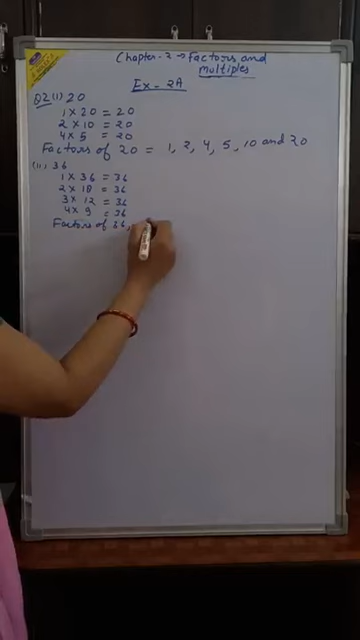 Chapter-2 → Factors and
multiples
Ex-2A
Q2(i) 20
1 × 20 = 20
2 × 10 = 20
4 × 5 = 20
Factors of 20 = 1, 2, 4, 5, 10 and 20
(ii) 36
1 × 36 = 36
2 × 18 = 36
3 × 12 = 36
4 × 9 = 36
Factors of 36